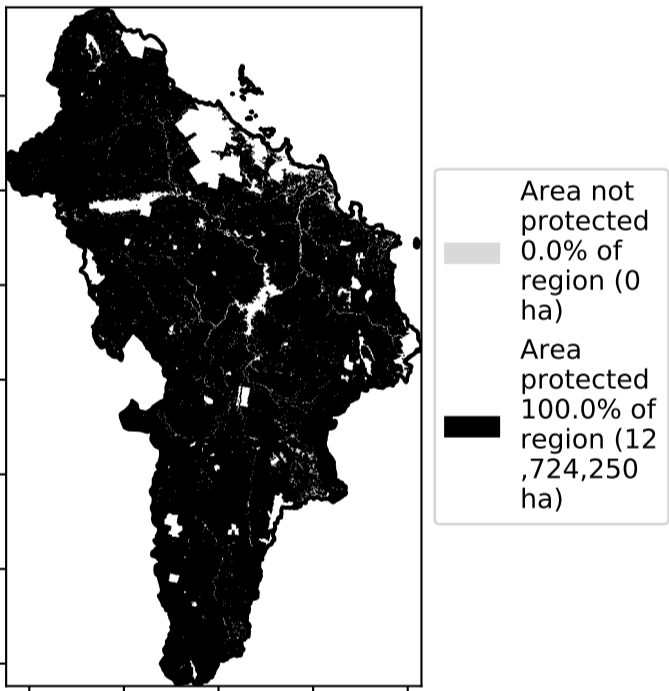 Area not
protected
0.0% of
region (0
ha)
Area
protected
100.0% of
region (12
,724,250
ha)